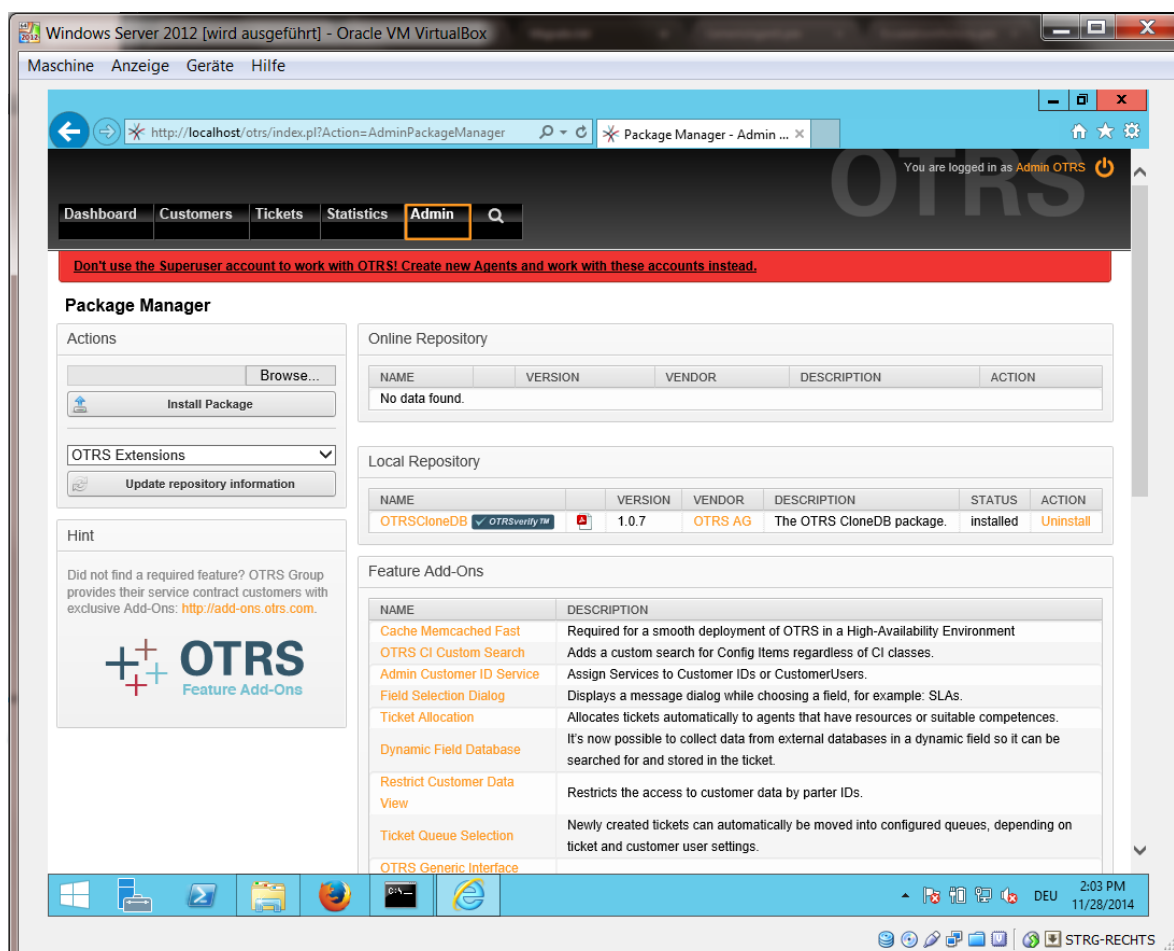 Windows Server 2012 [wird ausgeführt] - Oracle VM VirtualBox
Maschine Anzeige Geräte Hilfe
http://localhost/otrs/index.pl?Action=AdminPackageManager
Package Manager - Admin ...
OTRS
You are logged in as Admin OTRS
Dashboard Customers Tickets Statistics Admin
Don't use the Superuser account to work with OTRS! Create new Agents and work with these accounts instead.
Package Manager
Actions
Browse...
Install Package
OTRS Extensions
Update repository information
Hint
Did not find a required feature? OTRS Group
provides their service contract customers with
exclusive Add-Ons: http://add-ons.otrs.com.
OTRS
Feature Add-Ons
Online Repository
NAME VERSION VENDOR DESCRIPTION ACTION
No data found.
Local Repository
NAME VERSION VENDOR DESCRIPTION STATUS ACTION
OTRSCloneDB OTRSverify™ 1.0.7 OTRS AG The OTRS CloneDB package. installed Uninstall
Feature Add-Ons
NAME DESCRIPTION
Cache Memcached Fast Required for a smooth deployment of OTRS in a High-Availability Environment
OTRS CI Custom Search Adds a custom search for Config Items regardless of CI classes.
Admin Customer ID Service Assign Services to Customer IDs or CustomerUsers.
Field Selection Dialog Displays a message dialog while choosing a field, for example: SLAs.
Ticket Allocation Allocates tickets automatically to agents that have resources or suitable competences.
Dynamic Field Database It's now possible to collect data from external databases in a dynamic field so it can be
searched for and stored in the ticket.
Restrict Customer Data
View
Restricts the access to customer data by parter IDs.
Ticket Queue Selection Newly created tickets can automatically be moved into configured queues, depending on
ticket and customer user settings.
OTRS Generic Interface
DEU
2:03 PM
11/28/2014
STRG-RECHTS